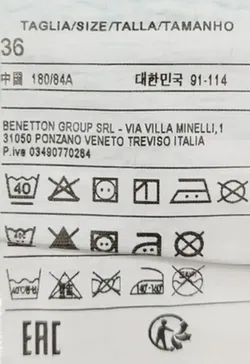 TAGLIA/SIZE/TALLA/TAMANHO
36
中國 180/84A 대한민국 91-114
BENETTON GROUP SRL - VIA VILLA MINELLI,1
31050 PONZANO VENETO TREVISO ITALIA
P.iva 03490770264
40
EAC